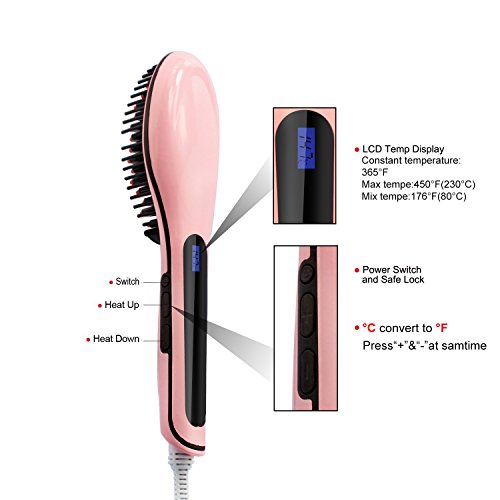 LCD Temp Display
Constant temperature:
365°F
Max tempe:450°F(230°C)
Mix tempe:176°F(80°C)
Switch
Heat Up
Heat Down
Power Switch
and Safe Lock
°C convert to °F
Press“+”&“-”at samtime